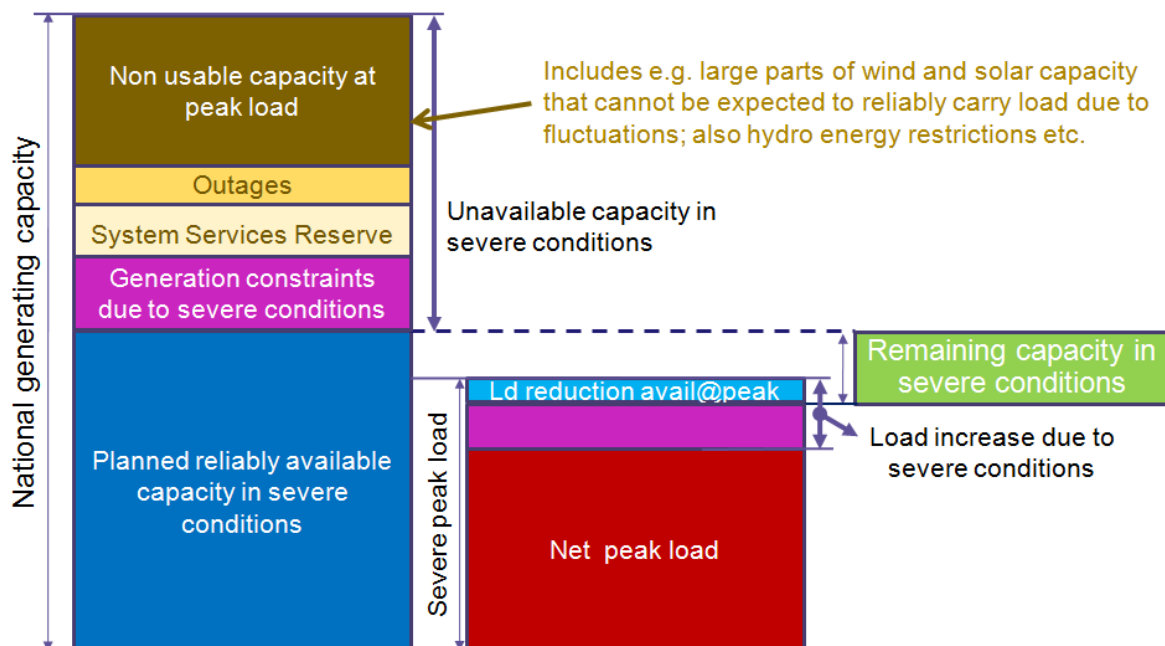 National generating capacity
Non usable capacity at
peak load
Outages
System Services Reserve
Generation constraints
due to severe conditions
Planned reliably available
capacity in severe
conditions
Includes e.g. large parts of wind and solar capacity
that cannot be expected to reliably carry load due to
fluctuations; also hydro energy restrictions etc.
Unavailable capacity in
severe conditions
Severe peak load
Ld reduction avail@peak
Net peak load
Remaining capacity in
severe conditions
Load increase due to
severe conditions